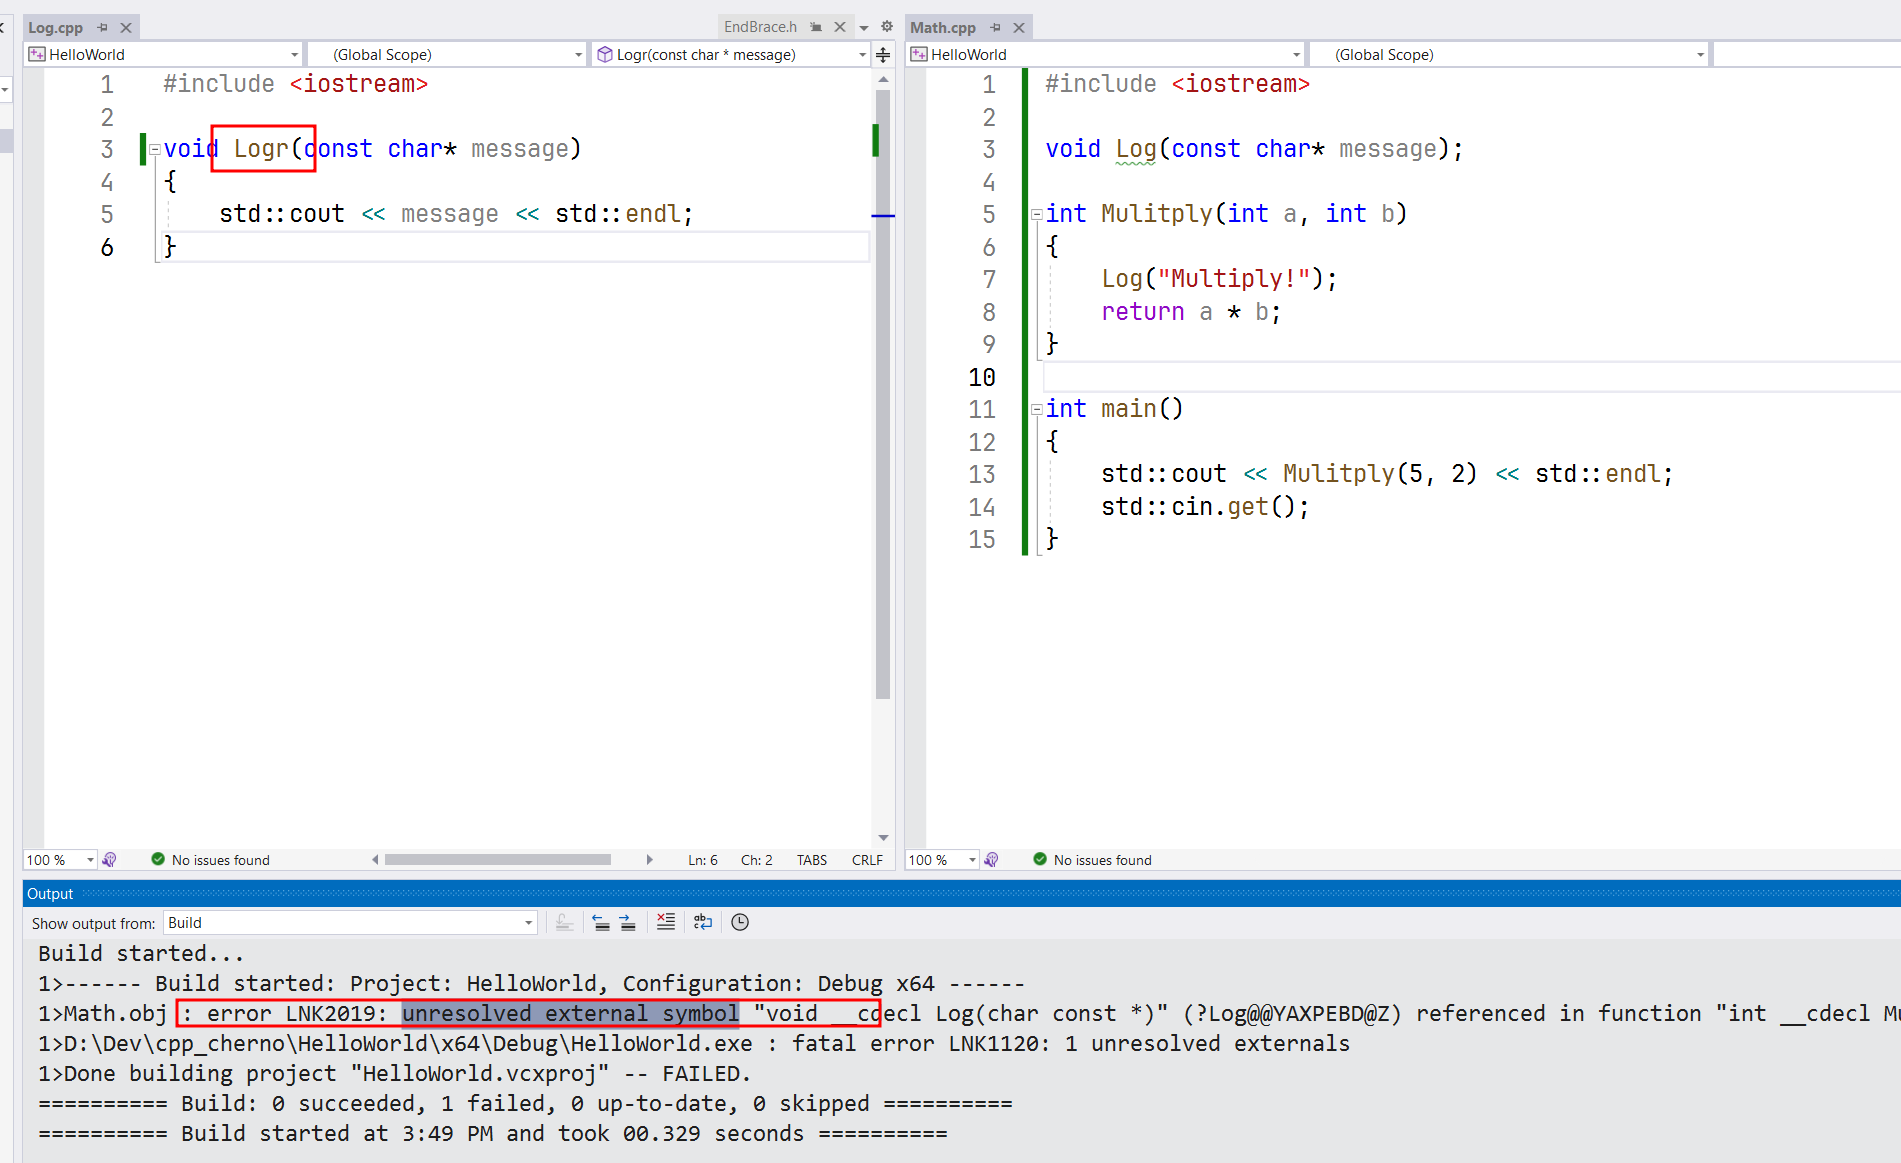 Log.cpp
EndBrace.h
HelloWorld
(Global Scope)
Logr(const char * message)
1 #include <iostream>
2
3 void Logr(const char* message)
4 {
5 std::cout << message << std::endl;
6 }
100 %
No issues found
Ln: 6
Ch: 2
TABS
CRLF
Math.cpp
HelloWorld
(Global Scope)
1 #include <iostream>
2
3 void Log(const char* message);
4
5 int Mulitply(int a, int b)
6 {
7 Log("Multiply!");
8 return a * b;
9 }
10
11 int main()
12 {
13 std::cout << Mulitply(5, 2) << std::endl;
14 std::cin.get();
15 }
100 %
No issues found
Output
Show output from: Build
Build started...
1>------ Build started: Project: HelloWorld, Configuration: Debug x64 ------
1>Math.obj : error LNK2019: unresolved external symbol "void __cdecl Log(char const *)" (?Log@@YAXPEBD@Z) referenced in function "int __cdecl Mu
1>D:\Dev\cpp_cherno\HelloWorld\x64\Debug\HelloWorld.exe : fatal error LNK1120: 1 unresolved externals
1>Done building project "HelloWorld.vcxproj" -- FAILED.
========== Build: 0 succeeded, 1 failed, 0 up-to-date, 0 skipped ==========
========== Build started at 3:49 PM and took 00.329 seconds ==========